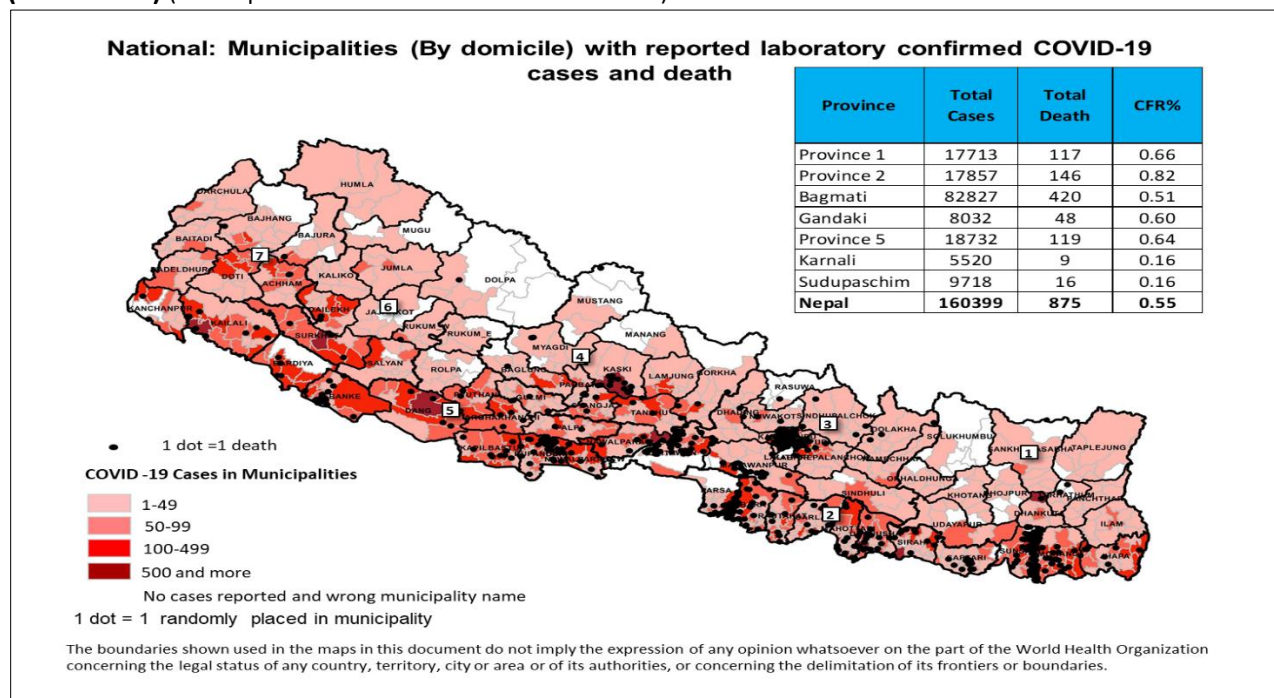 National: Municipalities (By domicile) with reported laboratory confirmed COVID-19
cases and death
Province Total Cases Total Death CFR%
Province 1 17713 117 0.66
Province 2 17857 146 0.82
Bagmati 82827 420 0.51
Gandaki 8032 48 0.60
Province 5 18732 119 0.64
Karnali 5520 9 0.16
Sudupaschim 9718 16 0.16
Nepal 160399 875 0.55
HUMLA
BAJHANG
BAJURA
MUGU
BAITADI
7
DOTI
ACHHAM
KALIKO
JUMLA
DOLPA
MUSTANG
KANCHANPUR
KAILALI
DAILEKH
6
RUKUM_E
MANANG
MYAGDI
4
SALYAN
ROLPA
BAGLUNG
KASKI
LAMJUNG
RASUWA
BANKE
DANG
5
GULMI
DHADING
3
DOLAKHA
SOLUKHUMBU
1
TAPLEJUNG
PARSA
SINDHULI
KHOTANG
DHANKUTA
ILAM
2
UDAYAPUR
1 dot =1 death
COVID -19 Cases in Municipalities
1-49
50-99
100-499
500 and more
No cases reported and wrong municipality name
1 dot = 1 randomly placed in municipality
The boundaries shown used in the maps in this document do not imply the expression of any opinion whatsoever on the part of the World Health Organization
concerning the legal status of any country, territory, city or area or of its authorities, or concerning the delimitation of its frontiers or boundaries.